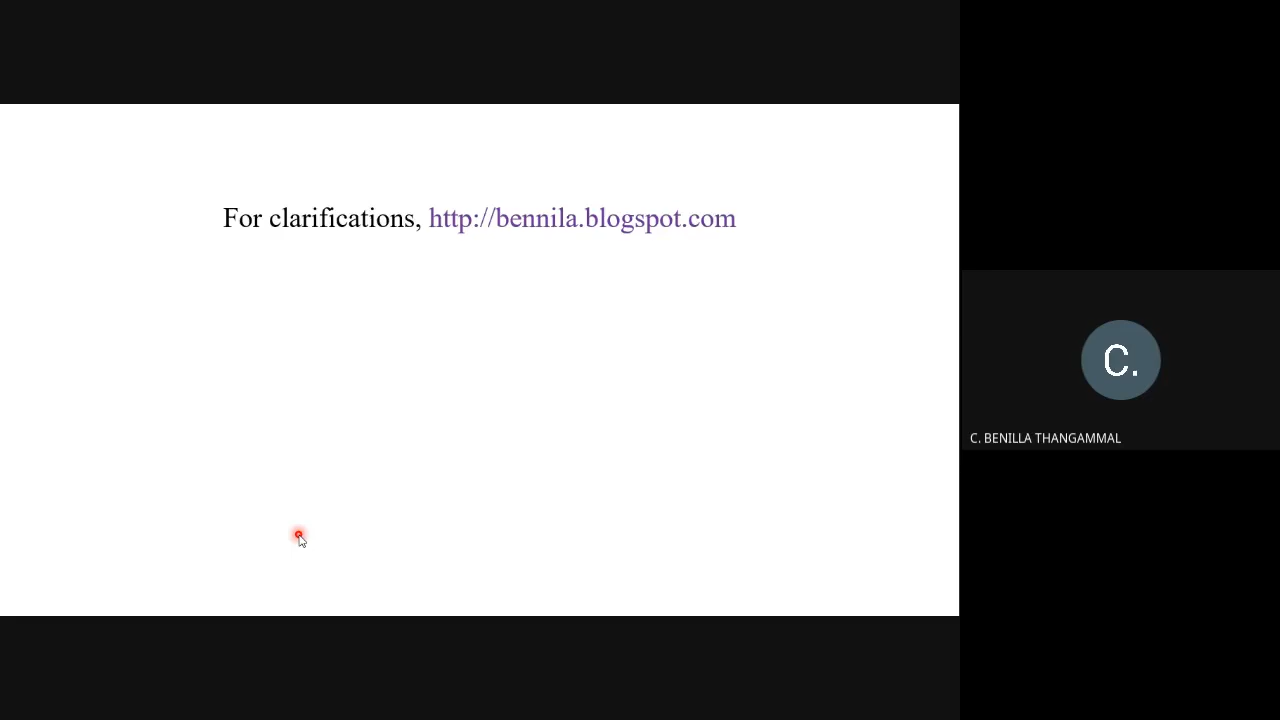 For clarifications, http://bennila.blogspot.com
C.
C. BENILLA THANGAMMAL